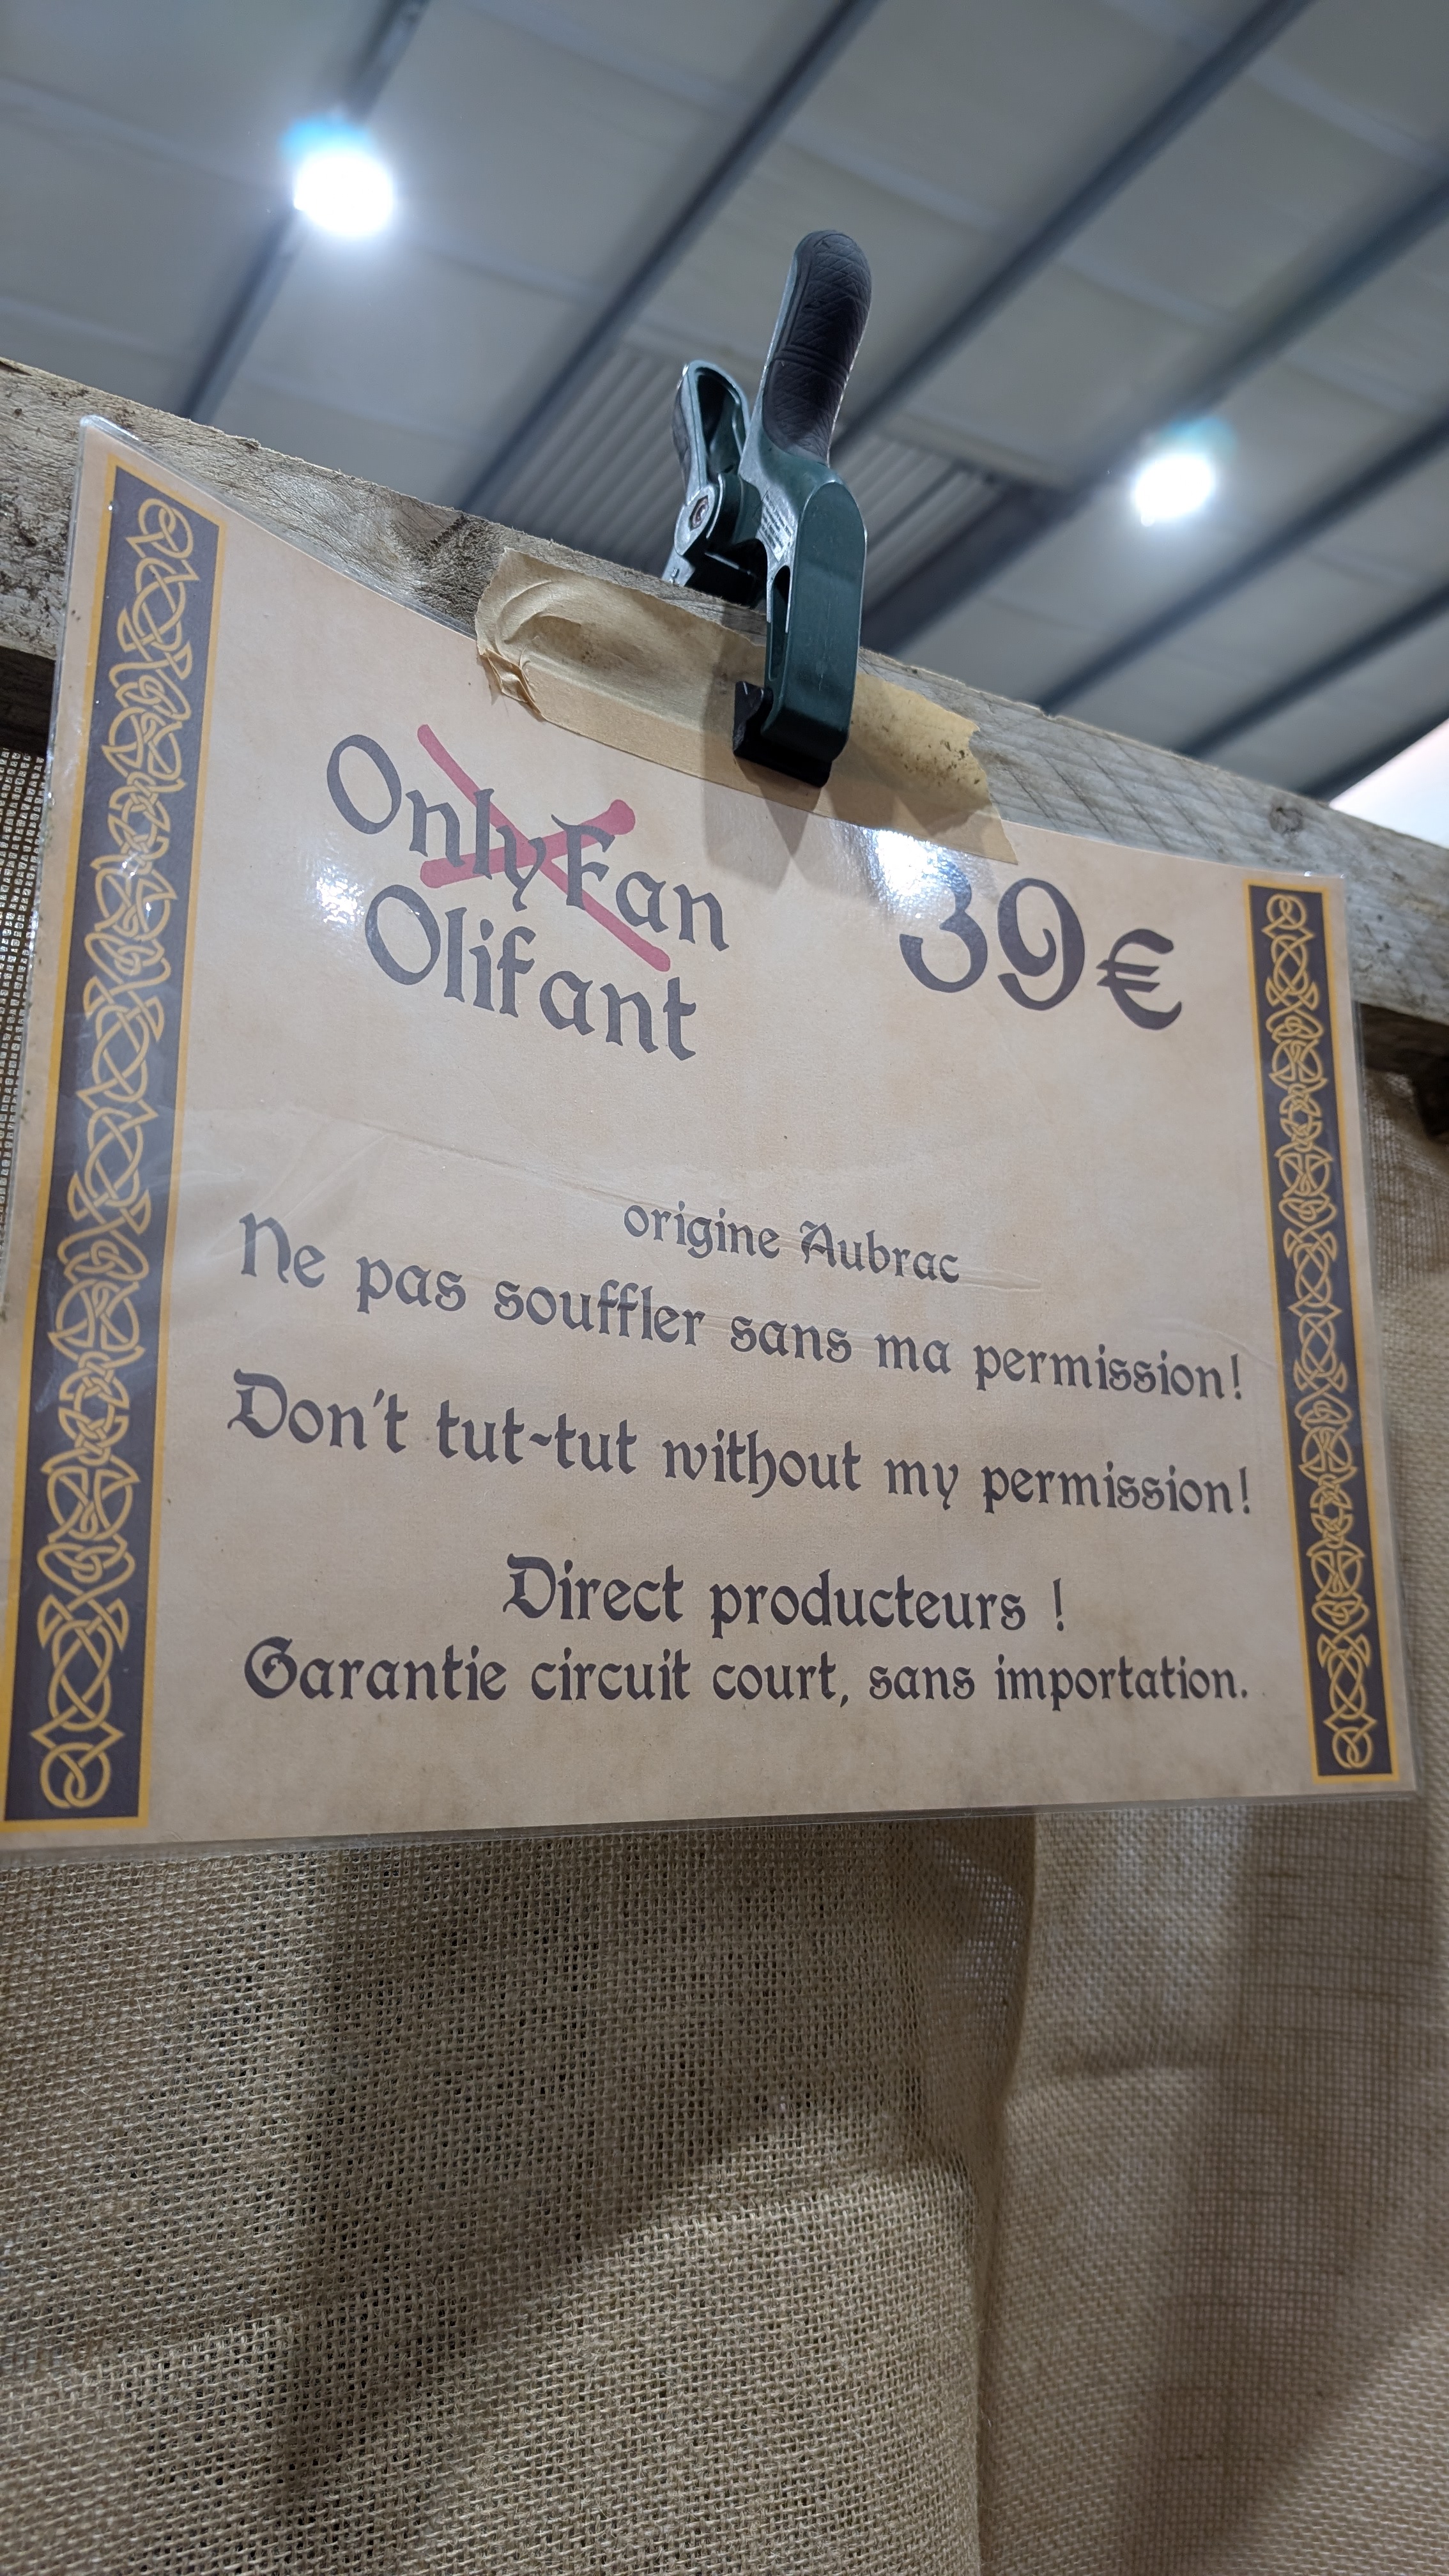 OnlyFan
Olifant
39€
origine Aubrac
Ne pas souffler sans ma permission!
Don't tut-tut without my permission!
Direct producteurs !
Garantie circuit court, sans importation.